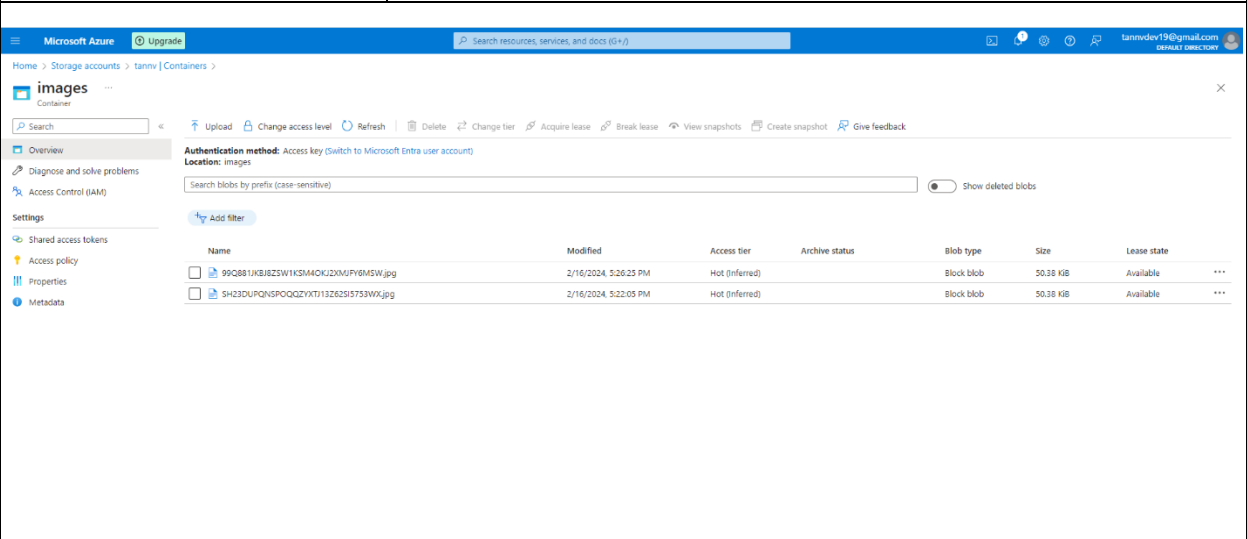 Microsoft Azure Upgrade Search resources, services, and docs (G+/) 1 tannvdev19@gmail.com
DEFAULT DIRECTORY
Home > Storage accounts > tannv | Containers >
images ...
Container
Search « Upload Change access level Refresh Delete Change tier Acquire lease Break lease View snapshots Create snapshot Give feedback
Overview
Authentication method: Access key (Switch to Microsoft Entra user account)
Location: images
Diagnose and solve problems
Access Control (IAM)
Search blobs by prefix (case-sensitive) Show deleted blobs
Settings
Add filter
Shared access tokens
Access policy
Properties
Metadata
Name Modified Access tier Archive status Blob type Size Lease state
99Q881JKBJ8ZSW1KSM4OKJ2XMJFY6MSW.jpg 2/16/2024, 5:26:25 PM Hot (Inferred) Block blob 50.38 KiB Available ...
SH23DUPQNSPOQQZYXTJ13Z62SI5753WX.jpg 2/16/2024, 5:22:05 PM Hot (Inferred) Block blob 50.38 KiB Available ...